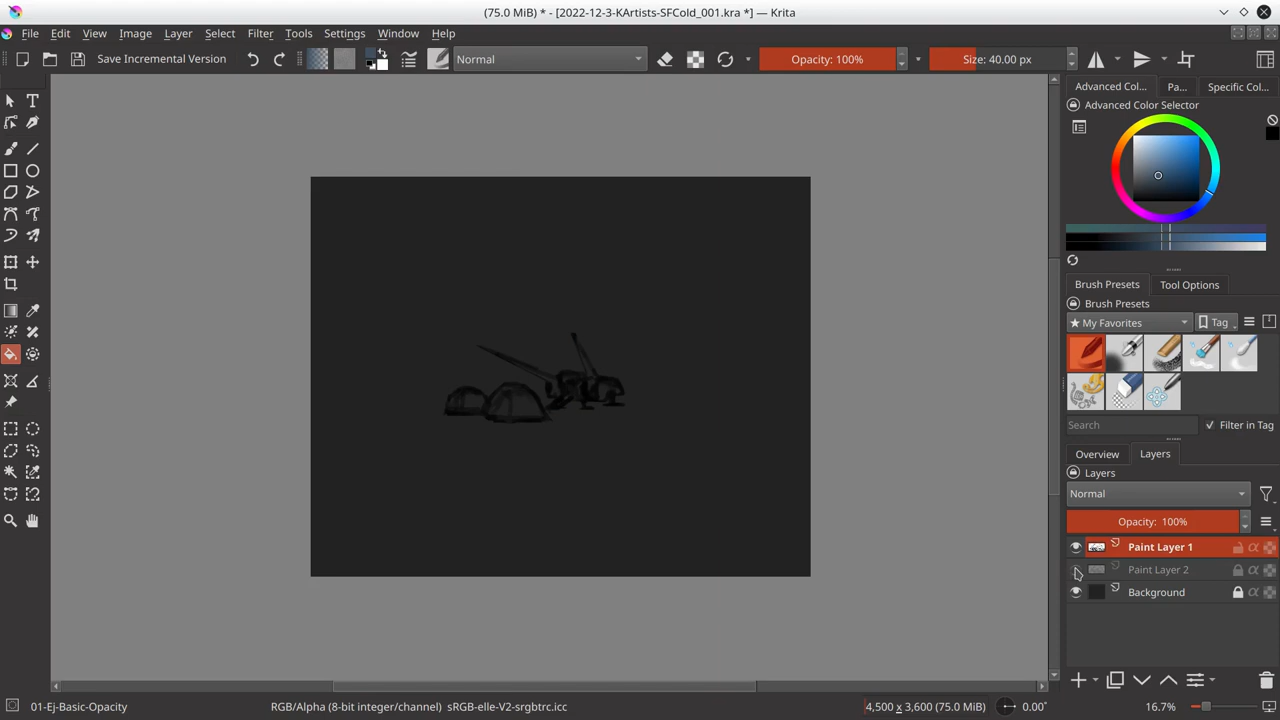 (75.0 MiB) * - [2022-12-3-KArtists-SFCold_001.kra *] — Krita
File Edit View Image Layer Select Filter Tools Settings Window Help
Save Incremental Version Normal Opacity: 100% Size: 40.00 px
Advanced Col... Pa... Specific Col...
Advanced Color Selector
Brush Presets Tool Options
Brush Presets
★ My Favorites Tag
Search Filter in Tag
Overview Layers
Layers
Normal
Opacity: 100%
Paint Layer 1
Paint Layer 2
Background
01-Ej-Basic-Opacity RGB/Alpha (8-bit integer/channel) sRGB-elle-V2-srgbtrc.icc 4,500 x 3,600 (75.0 MiB) 0.00° 16.7%